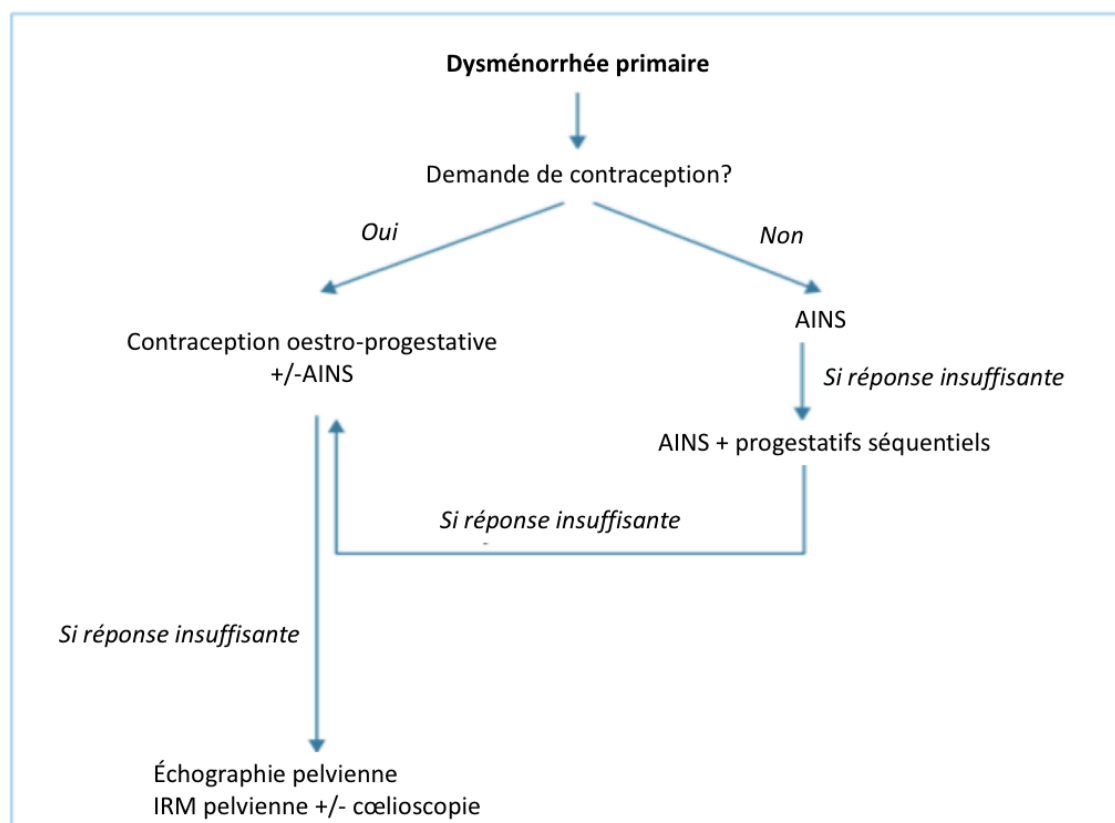 Dysménorrhée primaire
Demande de contraception?
Oui
Non
AINS
Contraception oestro-progestative
+/-AINS
Si réponse insuffisante
AINS + progestatifs séquentiels
Si réponse insuffisante
Si réponse insuffisante
Échographie pelvienne
IRM pelvienne +/- cœlioscopie